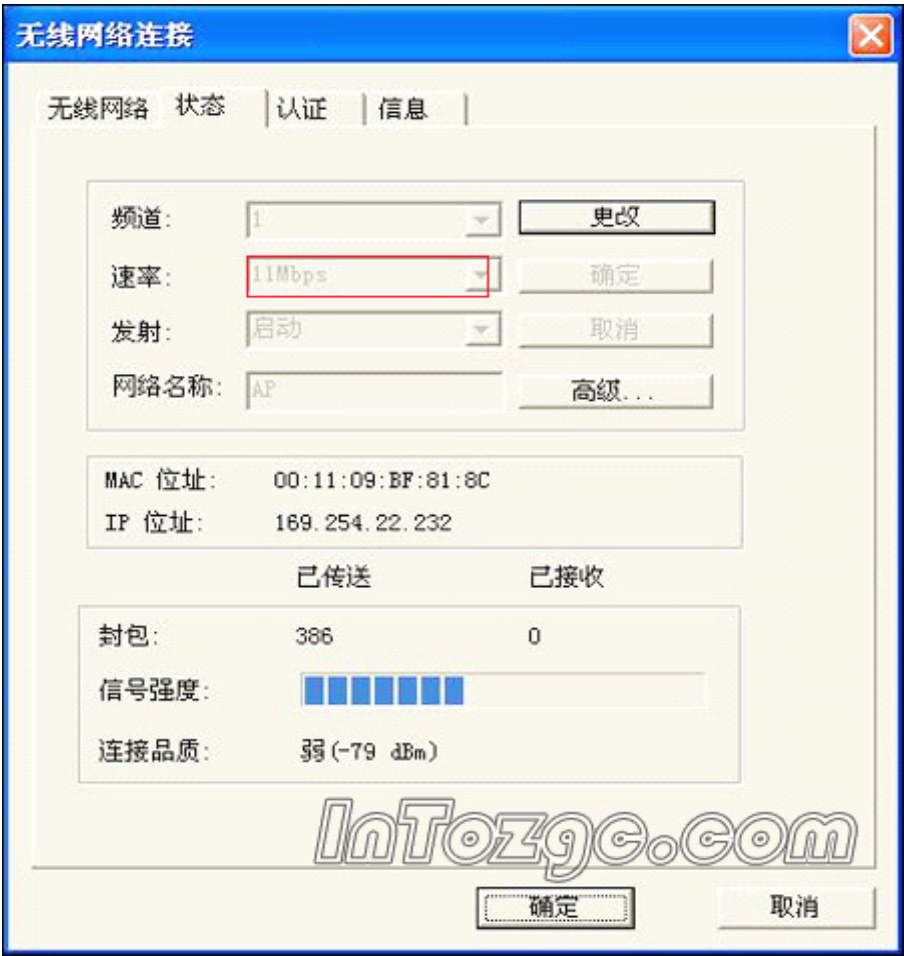 无线网络连接
无线网络 状态 认证 信息
频道: 1 更改
速率: 11Mbps 确定
发射: 启动 取消
网络名称: AP 高级...
MAC 位址: 00:11:09:BF:81:8C
IP 位址: 169.254.22.232
已传送 已接收
封包: 386 0
信号强度:
连接品质: 弱(-79 dBm)
InTozgc.com
确定 取消